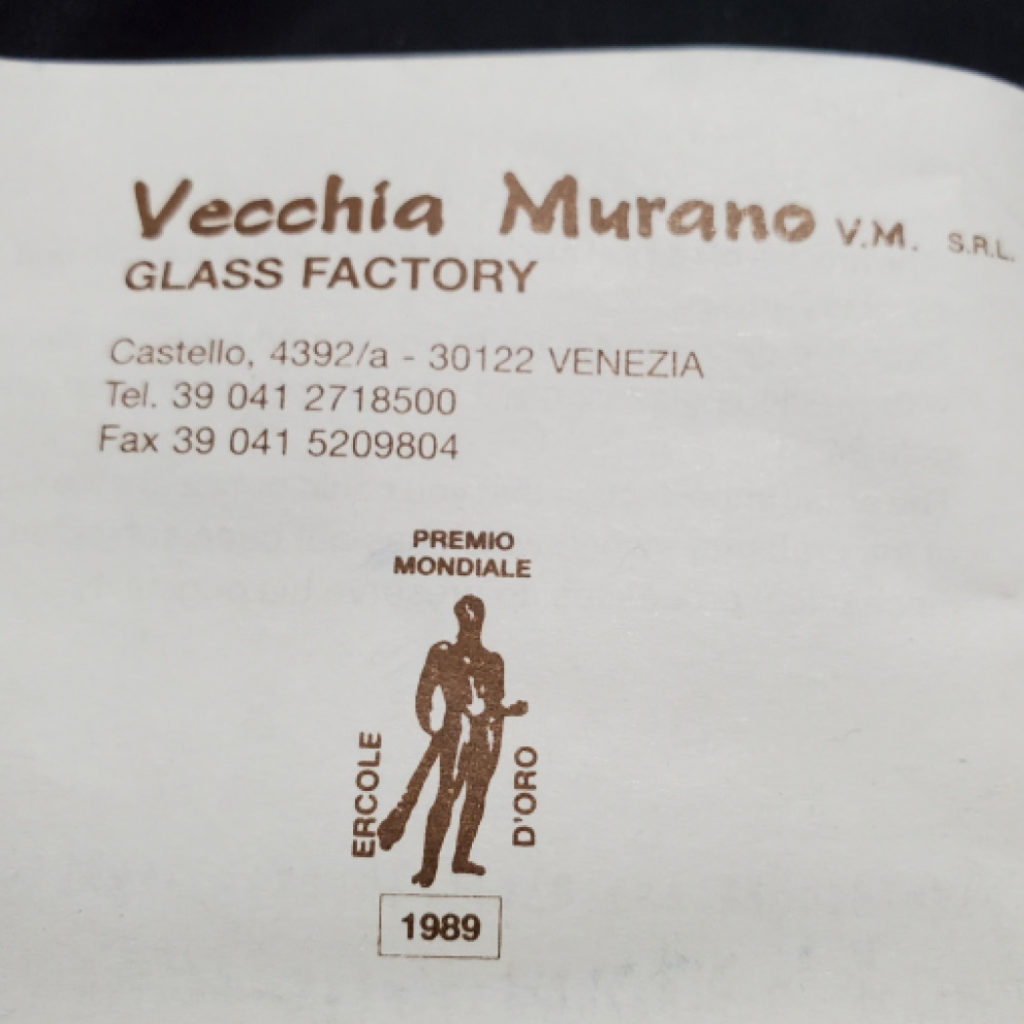 Vecchia Murano V.M. S.R.L.
GLASS FACTORY
Castello, 4392/a - 30122 VENEZIA
Tel. 39 041 2718500
Fax 39 041 5209804
PREMIO
MONDIALE
ERCOLE
D'ORO
1989